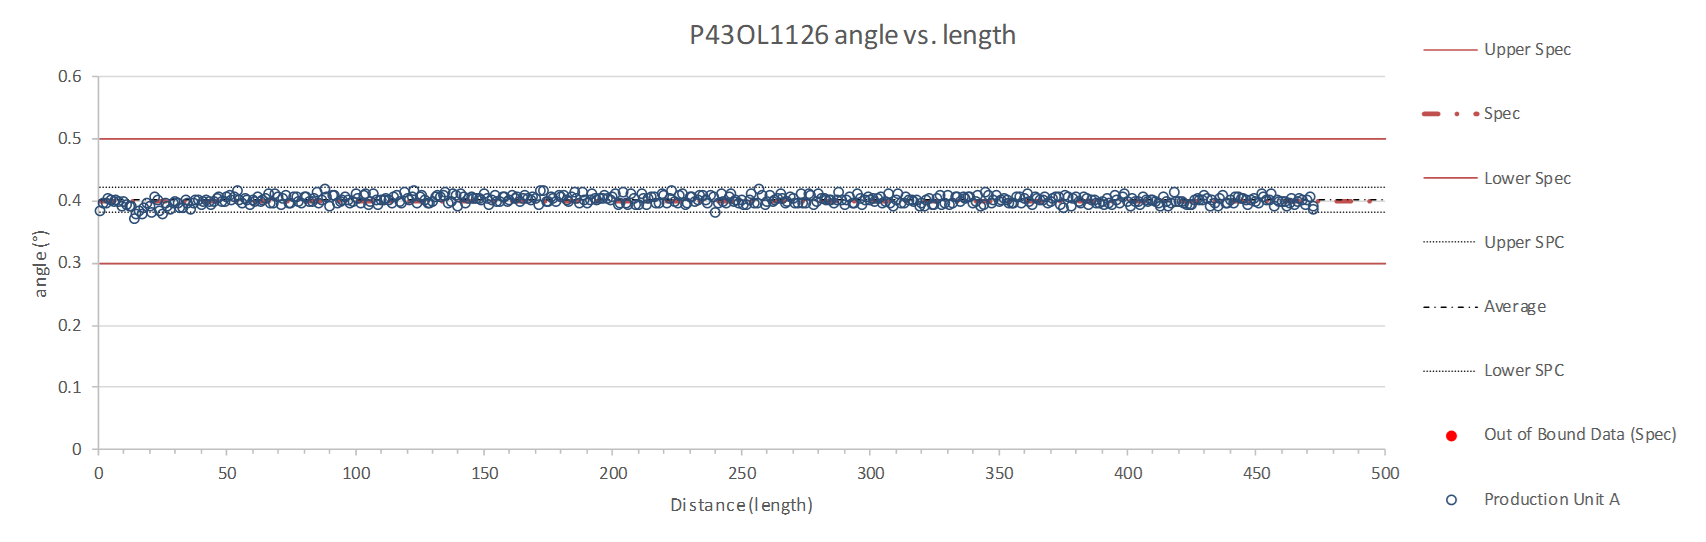 P43OL1126 angle vs. length
Upper Spec
Spec
Lower Spec
Upper SPC
Average
Lower SPC
Out of Bound Data (Spec)
Production Unit A
angle (°)
0.6
0.5
0.4
0.3
0.2
0.1
0
0 50 100 150 200 250 300 350 400 450 500
Distance (length)